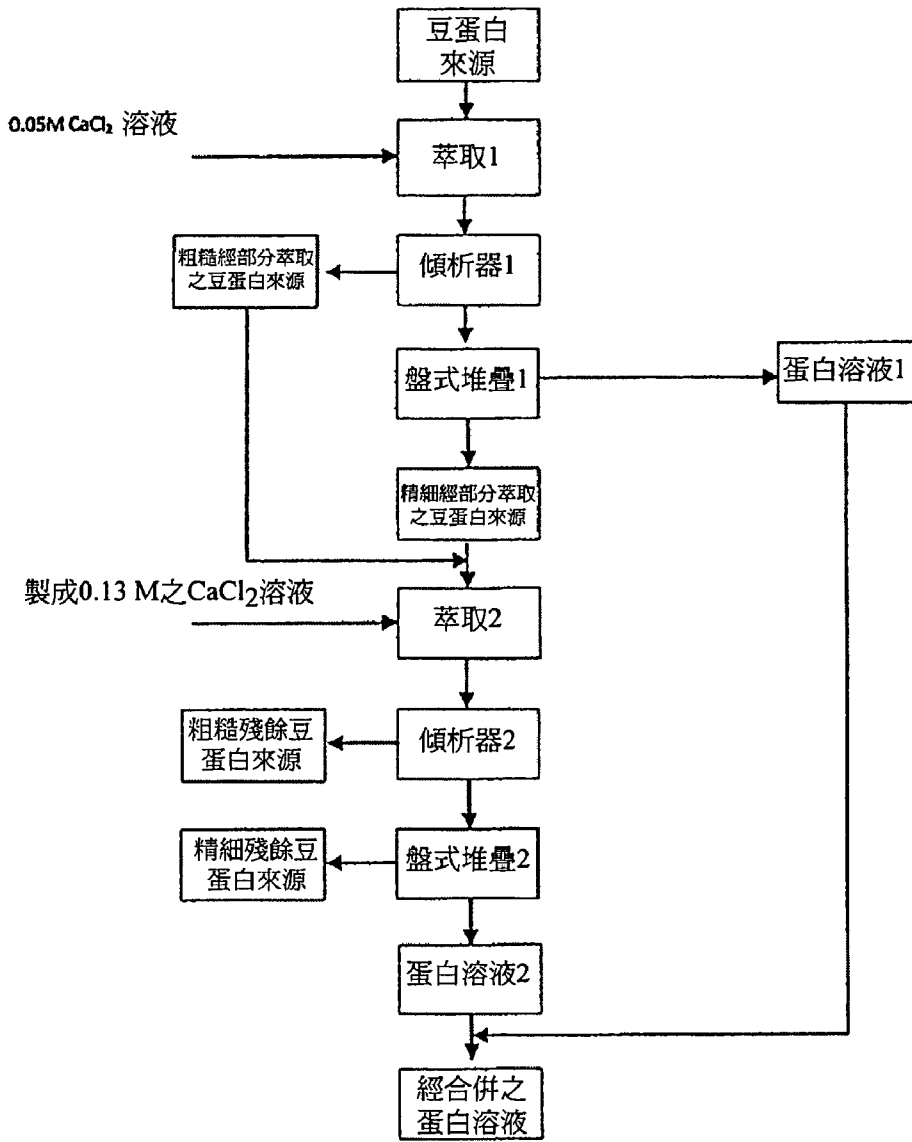 豆蛋白
來源
0.05M CaCl₂ 溶液
萃取1
粗糙經部分萃取
之豆蛋白來源
傾析器1
盤式堆疊1
蛋白溶液1
精細經部分萃取
之豆蛋白來源
製成0.13 M之CaCl₂溶液
萃取2
粗糙殘餘豆
蛋白來源
傾析器2
精細殘餘豆
蛋白來源
盤式堆疊2
蛋白溶液2
經合併之
蛋白溶液